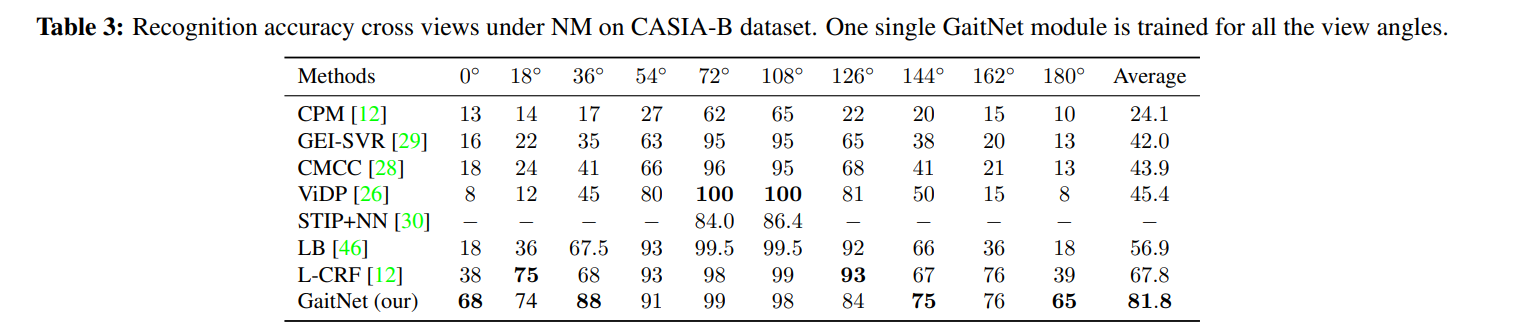 Table 3: Recognition accuracy cross views under NM on CASIA-B dataset. One single GaitNet module is trained for all the view angles.
Methods 0° 18° 36° 54° 72° 108° 126° 144° 162° 180° Average
CPM [12] 13 14 17 27 62 65 22 20 15 10 24.1
GEI-SVR [29] 16 22 35 63 95 95 65 38 20 13 42.0
CMCC [28] 18 24 41 66 96 95 68 41 21 13 43.9
ViDP [26] 8 12 45 80 100 100 81 50 15 8 45.4
STIP+NN [30] − − − − 84.0 86.4 − − − − −
LB [46] 18 36 67.5 93 99.5 99.5 92 66 36 18 56.9
L-CRF [12] 38 75 68 93 98 99 93 67 76 39 67.8
GaitNet (our) 68 74 88 91 99 98 84 75 76 65 81.8